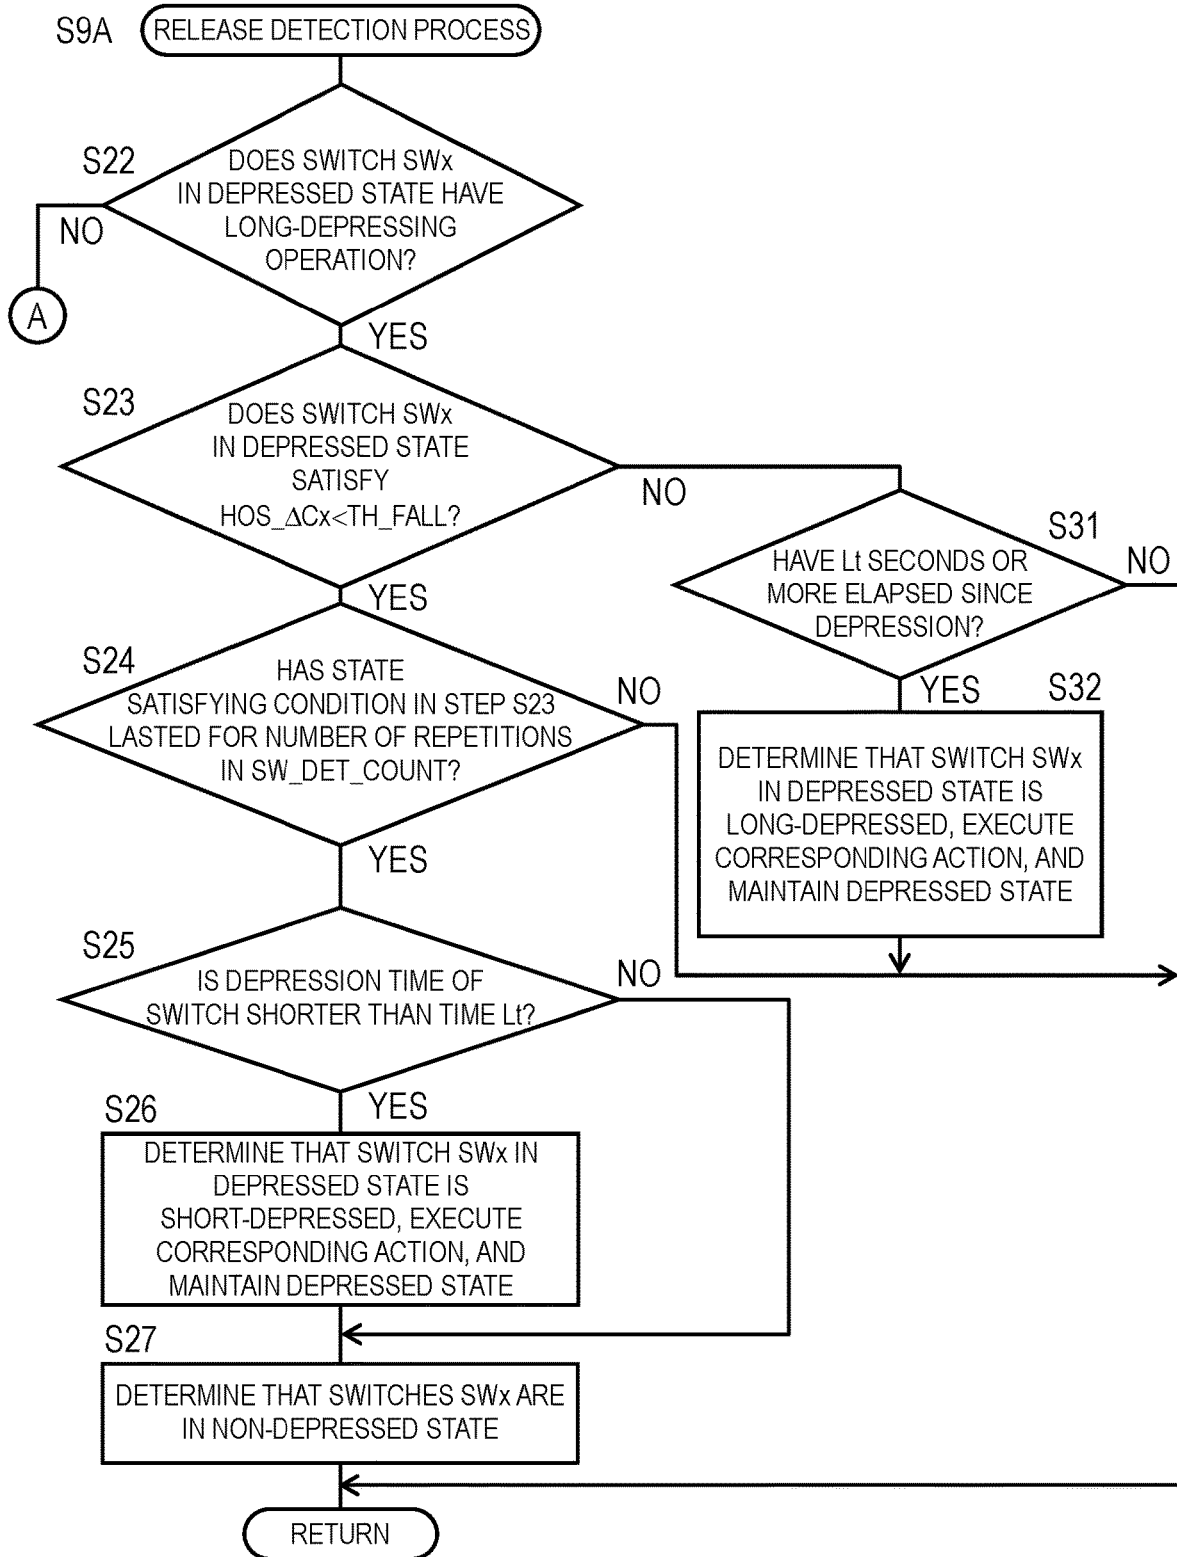 S9A
RELEASE DETECTION PROCESS
S22
DOES SWITCH SWx
IN DEPRESSED STATE HAVE
LONG-DEPRESSING
OPERATION?
NO
A
YES
S23
DOES SWITCH SWx
IN DEPRESSED STATE
SATISFY
HOS_ΔCx<TH_FALL?
NO
YES
S31
HAVE Lt SECONDS OR
MORE ELAPSED SINCE
DEPRESSION?
NO
YES
S32
DETERMINE THAT SWITCH SWx
IN DEPRESSED STATE IS
LONG-DEPRESSED, EXECUTE
CORRESPONDING ACTION, AND
MAINTAIN DEPRESSED STATE
S24
HAS STATE
SATISFYING CONDITION IN STEP S23
LASTED FOR NUMBER OF REPETITIONS
IN SW_DET_COUNT?
NO
YES
S25
IS DEPRESSION TIME OF
SWITCH SHORTER THAN TIME Lt?
NO
YES
S26
DETERMINE THAT SWITCH SWx IN
DEPRESSED STATE IS
SHORT-DEPRESSED, EXECUTE
CORRESPONDING ACTION, AND
MAINTAIN DEPRESSED STATE
S27
DETERMINE THAT SWITCHES SWx ARE
IN NON-DEPRESSED STATE
RETURN